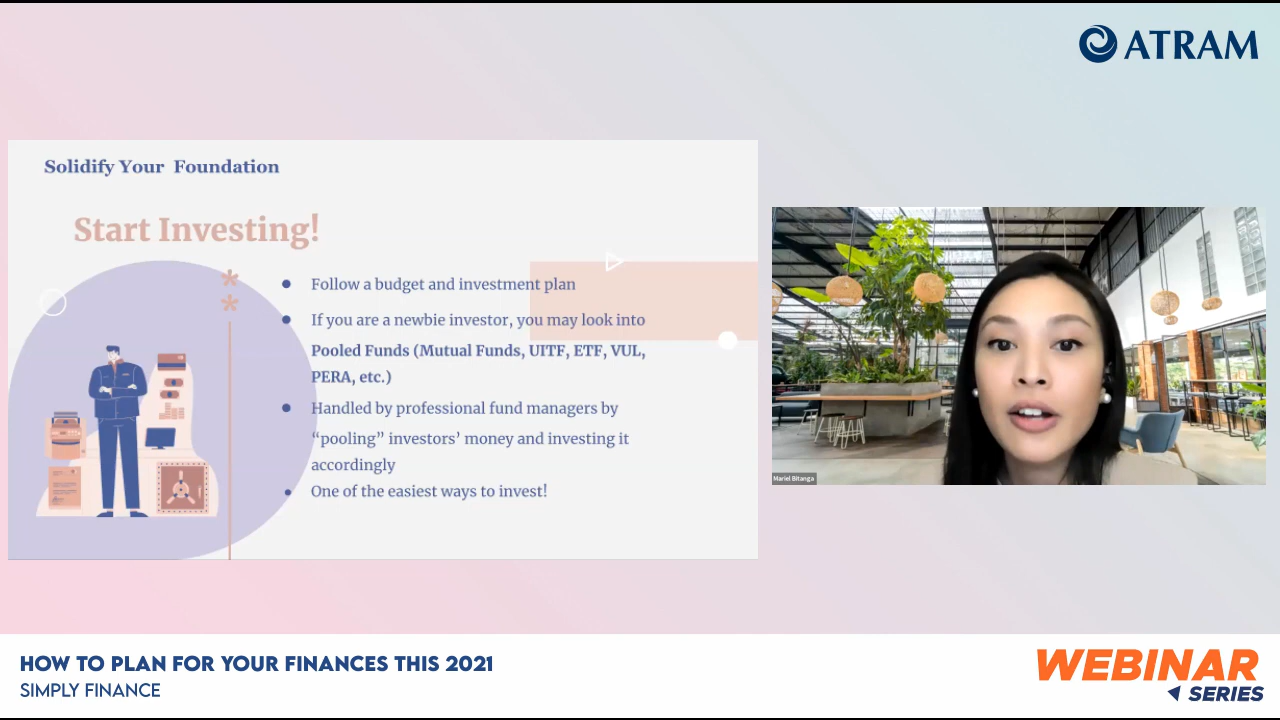 ATRAM
Solidify Your Foundation
Start Investing!
* 
*
● Follow a budget and investment plan
● If you are a newbie investor, you may look into
Pooled Funds (Mutual Funds, UITF, ETF, VUL,
PERA, etc.)
● Handled by professional fund managers by
“pooling” investors’ money and investing it
accordingly
● One of the easiest ways to invest!
Mariel Bitanga
HOW TO PLAN FOR YOUR FINANCES THIS 2021
SIMPLY FINANCE
WEBINAR
SERIES